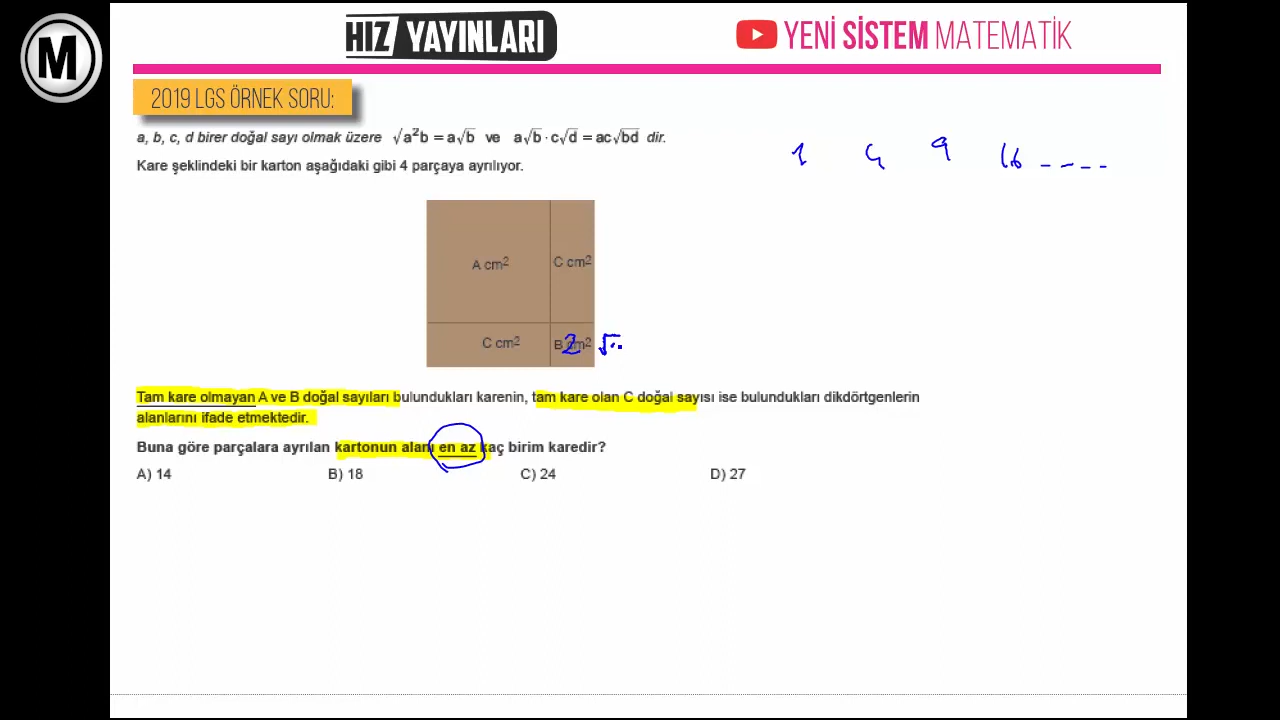 M
HIZ YAYINLARI
YENİ SİSTEM MATEMATİK
2019 LGS ÖRNEK SORU:
a, b, c, d birer doğal sayı olmak üzere √a²b = a√b ve a√b · c√d = ac√bd dir.
1 4 9 16 ----
Kare şeklindeki bir karton aşağıdaki gibi 4 parçaya ayrılıyor.
A cm² C cm²
C cm² B cm² 2
Tam kare olmayan A ve B doğal sayıları bulundukları karenin, tam kare olan C doğal sayısı ise bulundukları dikdörtgenlerin
alanlarını ifade etmektedir.
Buna göre parçalara ayrılan kartonun alanı en az kaç birim karedir?
A) 14 B) 18 C) 24 D) 27